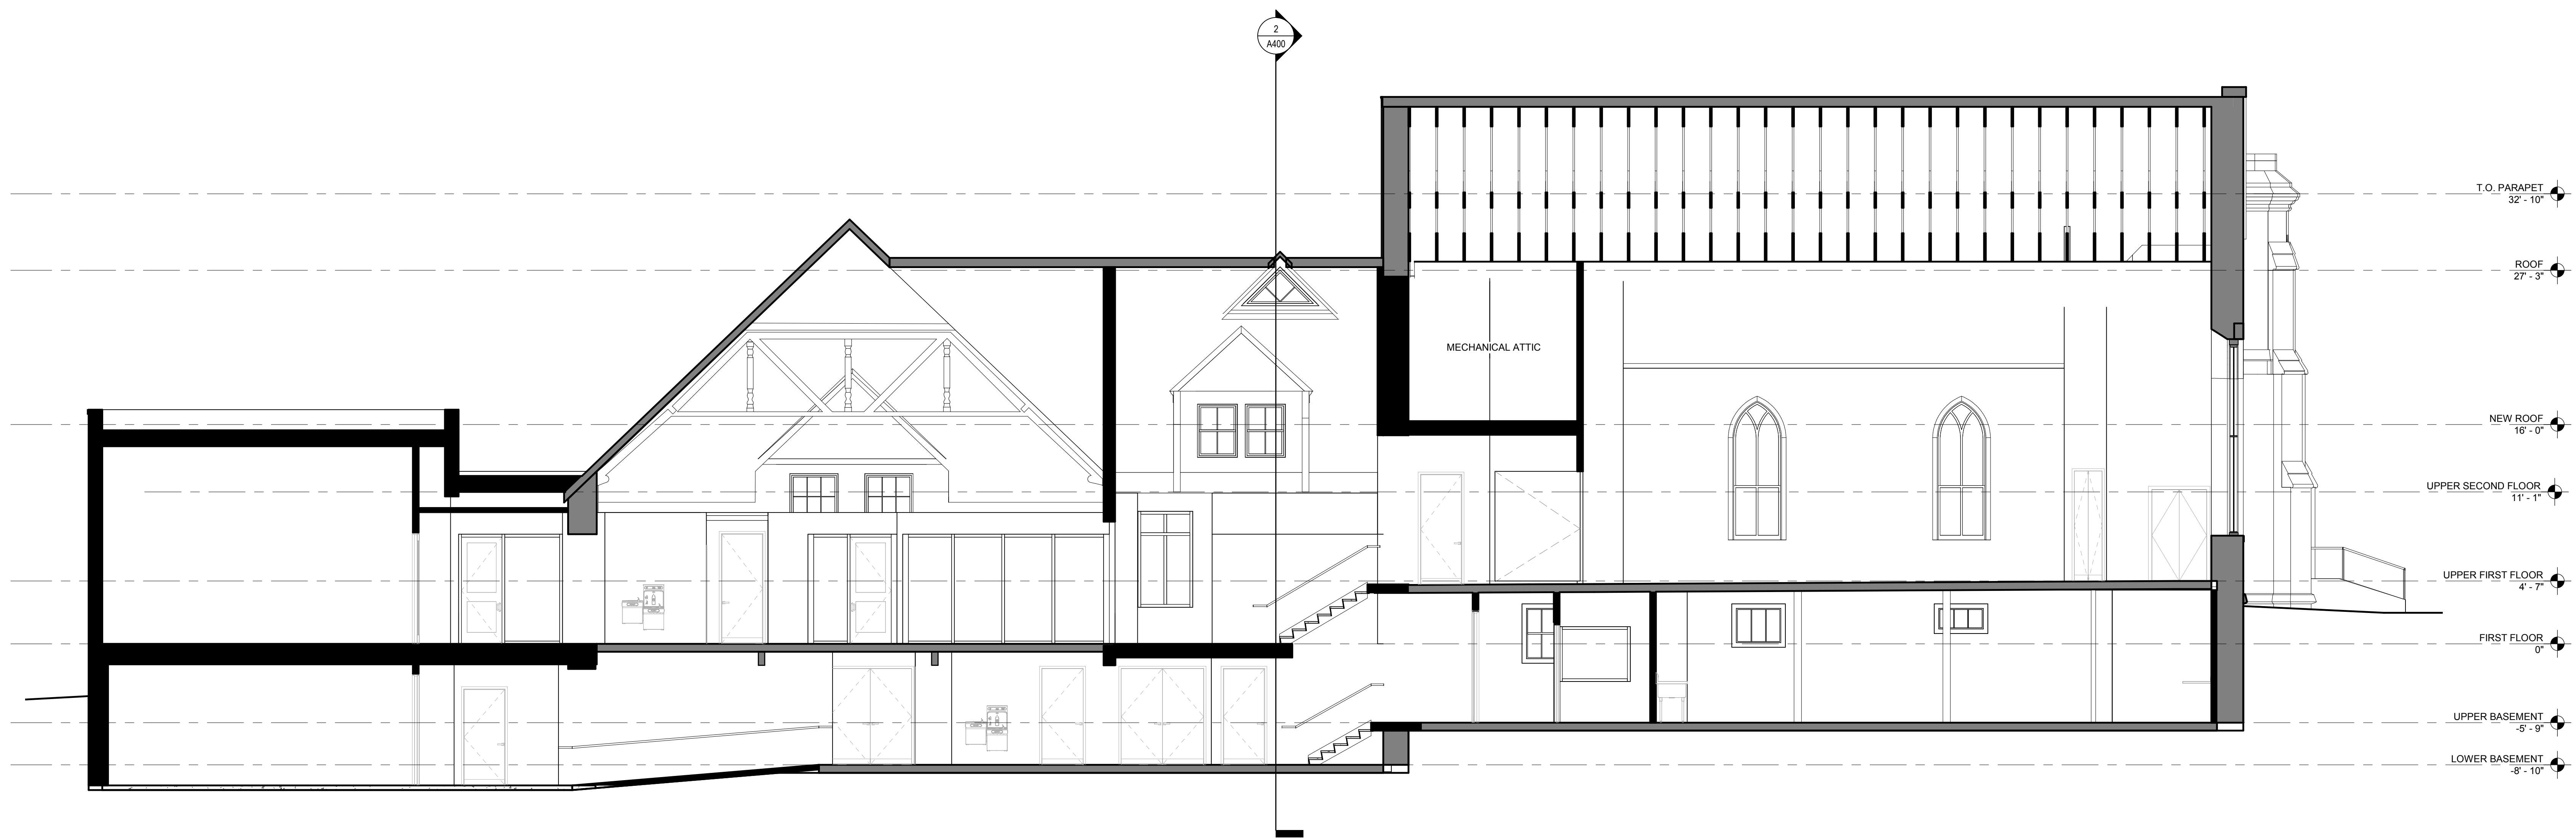 2
A400
T.O. PARAPET
32' - 10"
ROOF
27' - 3"
MECHANICAL ATTIC
NEW ROOF
16' - 0"
UPPER SECOND FLOOR
11' - 1"
UPPER FIRST FLOOR
4' - 7"
FIRST FLOOR
0"
UPPER BASEMENT
-5' - 9"
LOWER BASEMENT
-8' - 10"